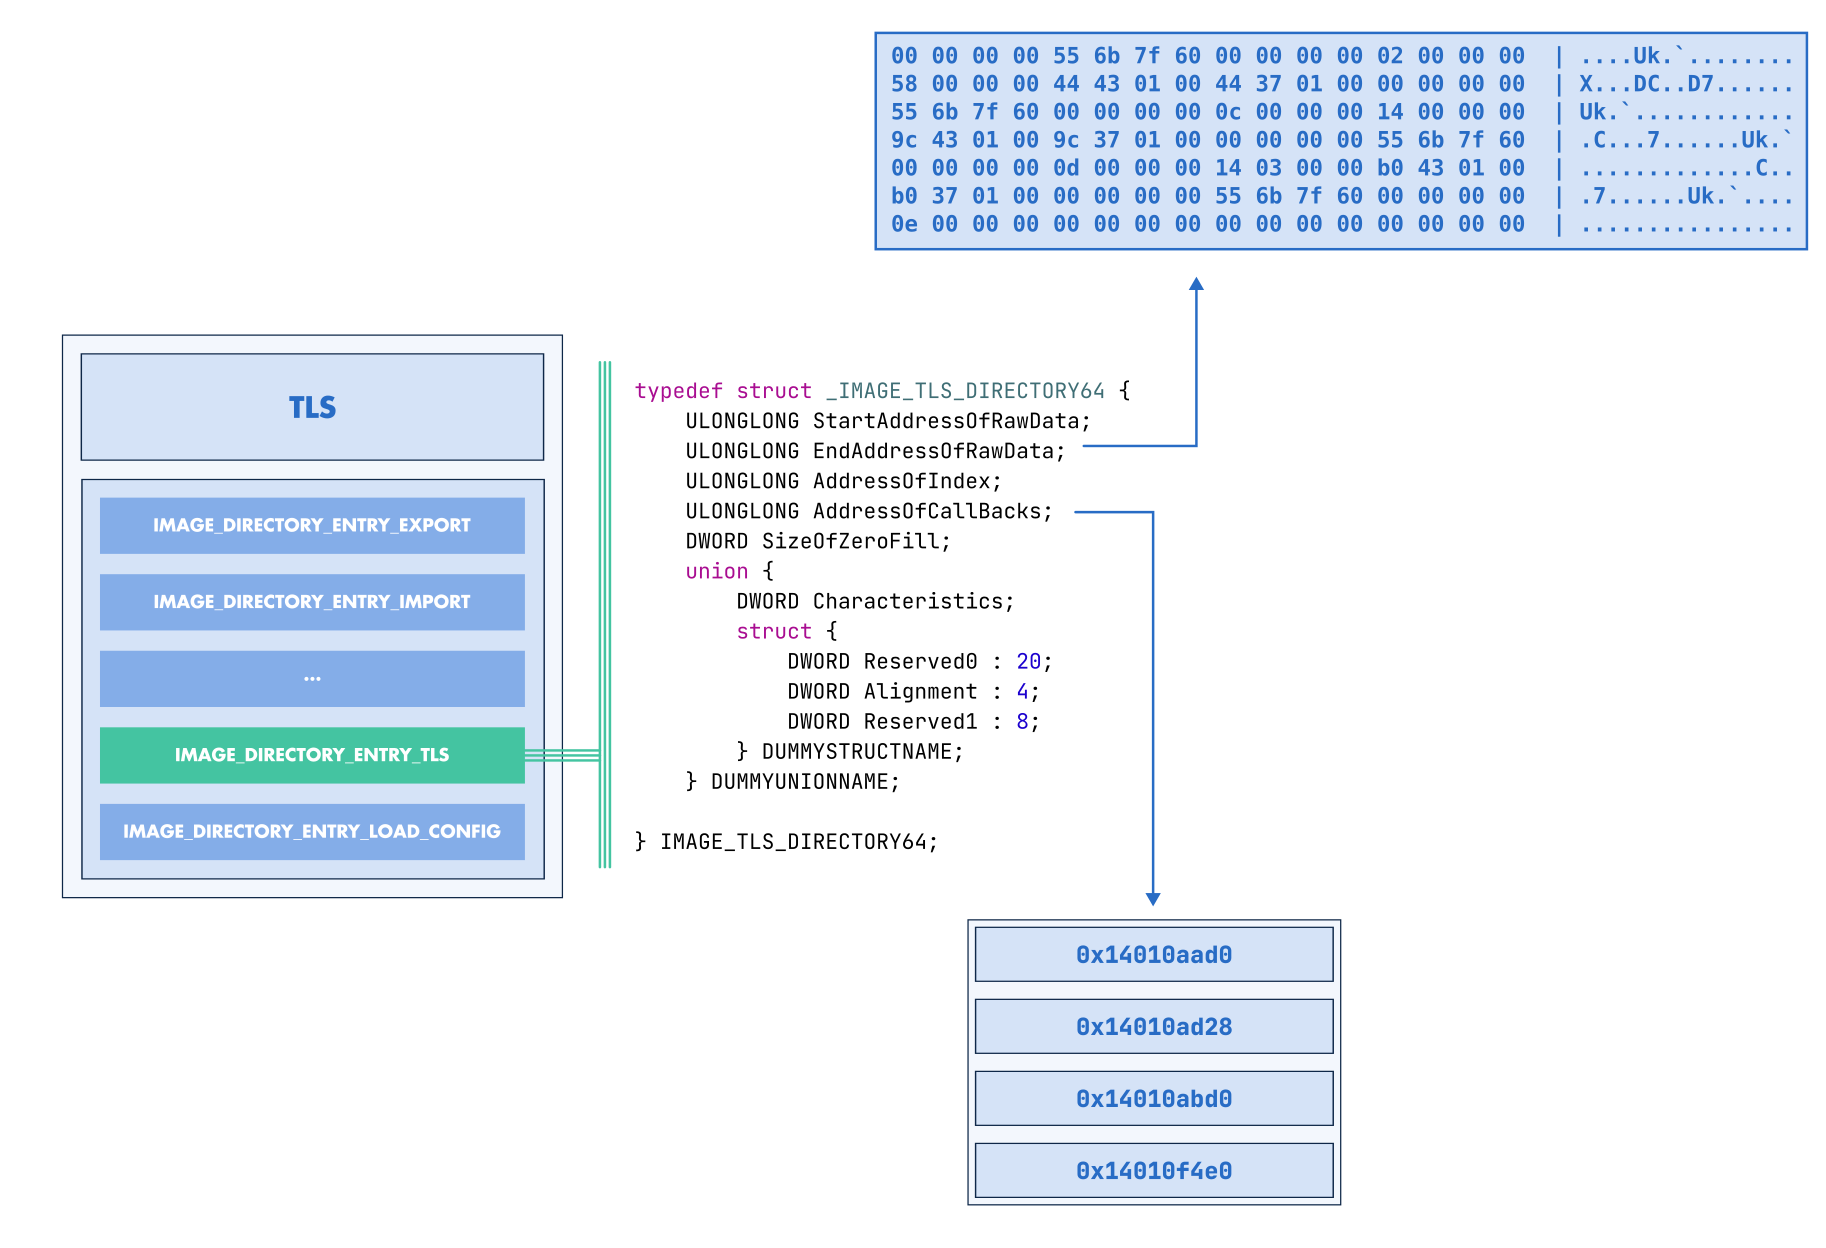 00 00 00 00 55 6b 7f 60 00 00 00 00 02 00 00 00 | ....Uk.`........
58 00 00 00 44 43 01 00 44 37 01 00 00 00 00 00 | X...DC..D7......
55 6b 7f 60 00 00 00 00 0c 00 00 00 14 00 00 00 | Uk.`............
9c 43 01 00 9c 37 01 00 00 00 00 00 55 6b 7f 60 | .C...7......Uk.`
00 00 00 00 0d 00 00 00 14 03 00 00 b0 43 01 00 | .............C..
b0 37 01 00 00 00 00 00 55 6b 7f 60 00 00 00 00 | .7......Uk.`....
0e 00 00 00 00 00 00 00 00 00 00 00 00 00 00 00 | ................
TLS
IMAGE_DIRECTORY_ENTRY_EXPORT
IMAGE_DIRECTORY_ENTRY_IMPORT
...
IMAGE_DIRECTORY_ENTRY_TLS
IMAGE_DIRECTORY_ENTRY_LOAD_CONFIG
typedef struct _IMAGE_TLS_DIRECTORY64 {
    ULONGLONG StartAddressOfRawData;
    ULONGLONG EndAddressOfRawData;
    ULONGLONG AddressOfIndex;
    ULONGLONG AddressOfCallBacks;
    DWORD SizeOfZeroFill;
    union {
        DWORD Characteristics;
        struct {
            DWORD Reserved0 : 20;
            DWORD Alignment : 4;
            DWORD Reserved1 : 8;
        } DUMMYSTRUCTNAME;
    } DUMMYUNIONNAME;
} IMAGE_TLS_DIRECTORY64;
0x14010aad0
0x14010ad28
0x14010abd0
0x14010f4e0